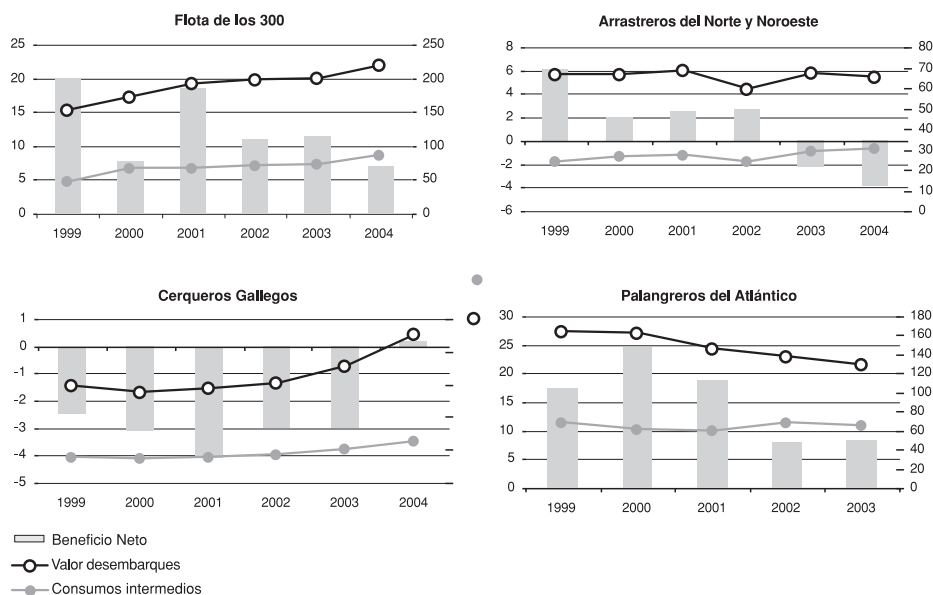 Flota de los 300
25 250
20 200
15 150
10 100
5 50
0 0
1999 2000 2001 2002 2003 2004
Arrastreros del Norte y Noroeste
8 80
6 70
4 60
2 50
0 40
-2 30
-4 20
-6 10
0
1999 2000 2001 2002 2003 2004
Cerqueros Gallegos
1
0
-1
-2
-3
-4
-5
1999 2000 2001 2002 2003 2004
Palangreros del Atlántico
30 180
25 160
20 140
15 120
10 100
5 80
0 60
40
20
0
1999 2000 2001 2002 2003
Beneficio Neto
Valor desembarques
Consumos intermedios